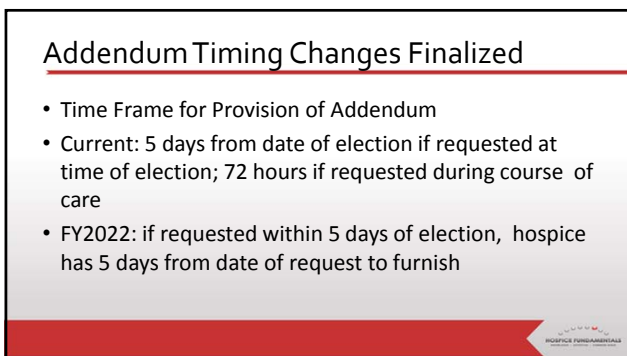 Addendum Timing Changes Finalized
• Time Frame for Provision of Addendum
• Current: 5 days from date of election if requested at
time of election; 72 hours if requested during course of
care
• FY2022: if requested within 5 days of election, hospice
has 5 days from date of request to furnish
HOSPICE FUNDAMENTALS